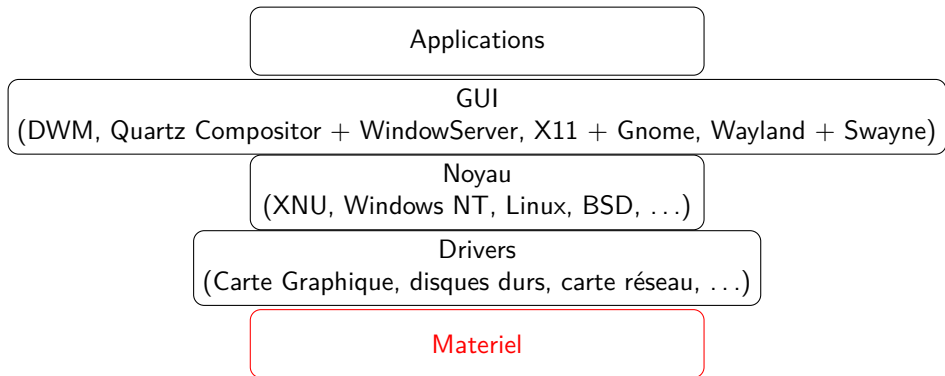 Applications
GUI
(DWM, Quartz Compositor + WindowServer, X11 + Gnome, Wayland + Swayne)
Noyau
(XNU, Windows NT, Linux, BSD, ...)
Drivers
(Carte Graphique, disques durs, carte réseau, ...)
Materiel